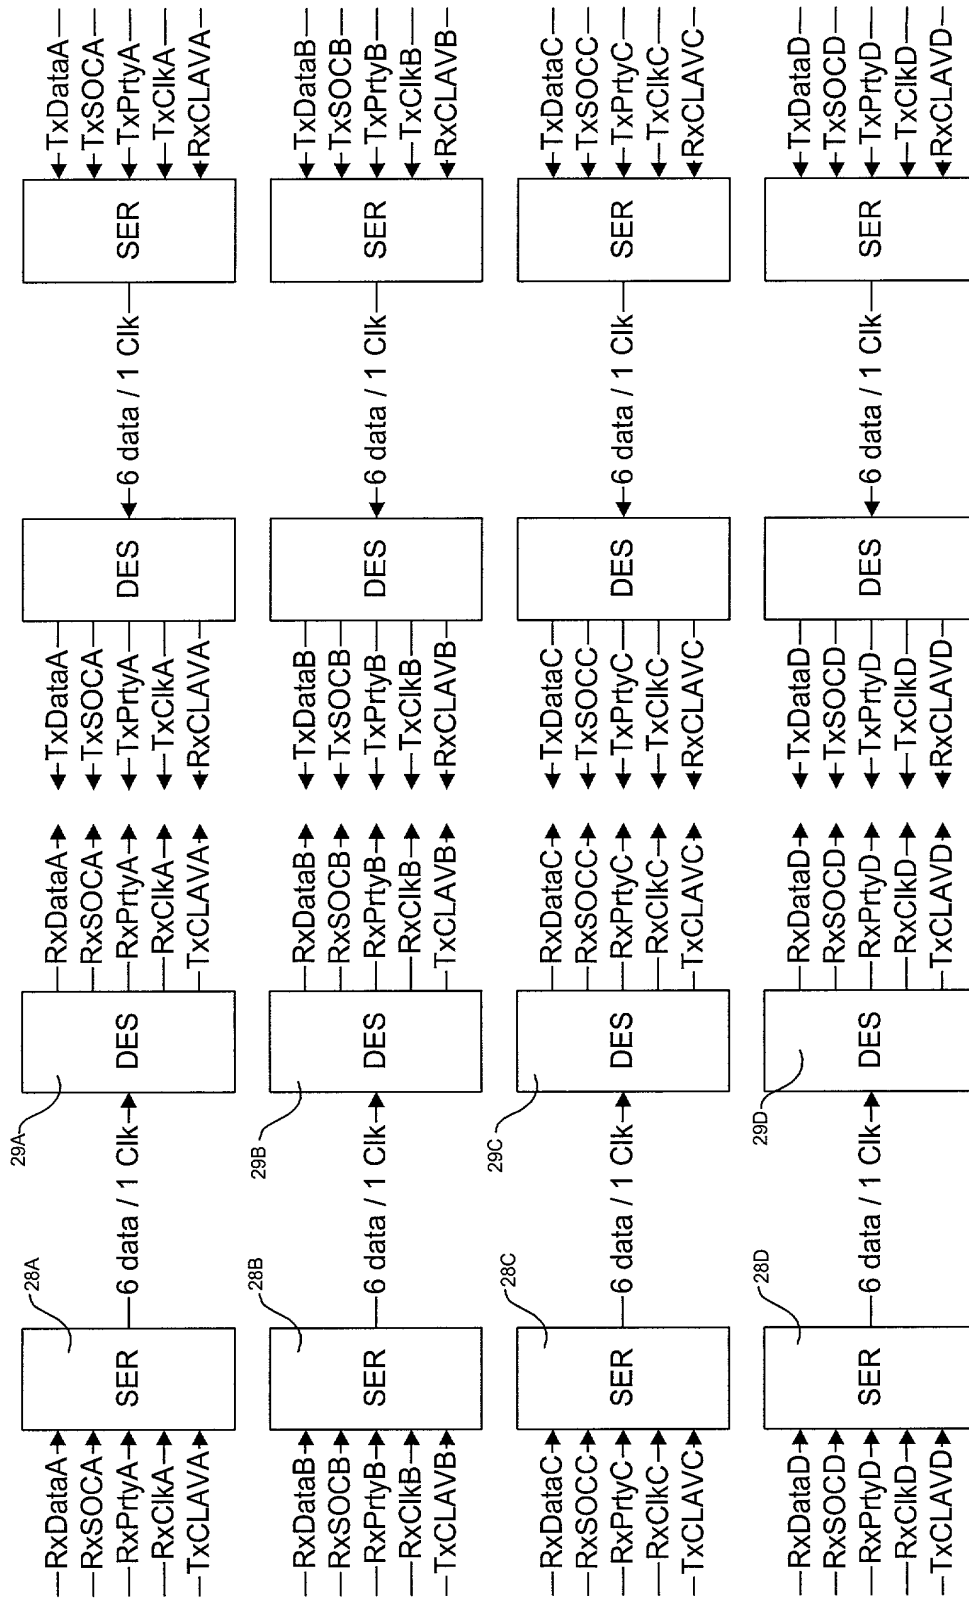 RxDataA
RxSOCA
RxPrtyA
RxClkA
TxCLAVA
28A
SER
6 data / 1 Clk
29A
DES
RxDataA
RxSOCA
RxPrtyA
RxClkA
TxCLAVA
TxDataA
TxSOCA
TxPrtyA
TxClkA
RxCLAVA
DES
6 data / 1 Clk
SER
TxDataA
TxSOCA
TxPrtyA
TxClkA
RxCLAVA
RxDataB
RxSOCB
RxPrtyB
RxClkB
TxCLAVB
28B
SER
6 data / 1 Clk
29B
DES
RxDataB
RxSOCB
RxPrtyB
RxClkB
TxCLAVB
TxDataB
TxSOCB
TxPrtyB
TxClkB
RxCLAVB
DES
6 data / 1 Clk
SER
TxDataB
TxSOCB
TxPrtyB
TxClkB
RxCLAVB
RxDataC
RxSOCC
RxPrtyC
RxClkC
TxCLAVC
28C
SER
6 data / 1 Clk
29C
DES
RxDataC
RxSOCC
RxPrtyC
RxClkC
TxCLAVC
TxDataC
TxSOCC
TxPrtyC
TxClkC
RxCLAVC
DES
6 data / 1 Clk
SER
TxDataC
TxSOCC
TxPrtyC
TxClkC
RxCLAVC
RxDataD
RxSOCD
RxPrtyD
RxClkD
TxCLAVD
28D
SER
6 data / 1 Clk
29D
DES
RxDataD
RxSOCD
RxPrtyD
RxClkD
TxCLAVD
TxDataD
TxSOCD
TxPrtyD
TxClkD
RxCLAVD
DES
6 data / 1 Clk
SER
TxDataD
TxSOCD
TxPrtyD
TxClkD
RxCLAVD